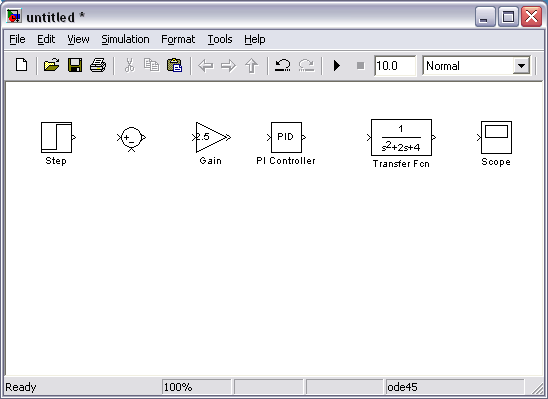 untitled *
File Edit View Simulation Format Tools Help
10.0 Normal
+
-
2.5
PID
1
s²+2s+4
Step Gain PI Controller Transfer Fcn Scope
Ready 100% ode45